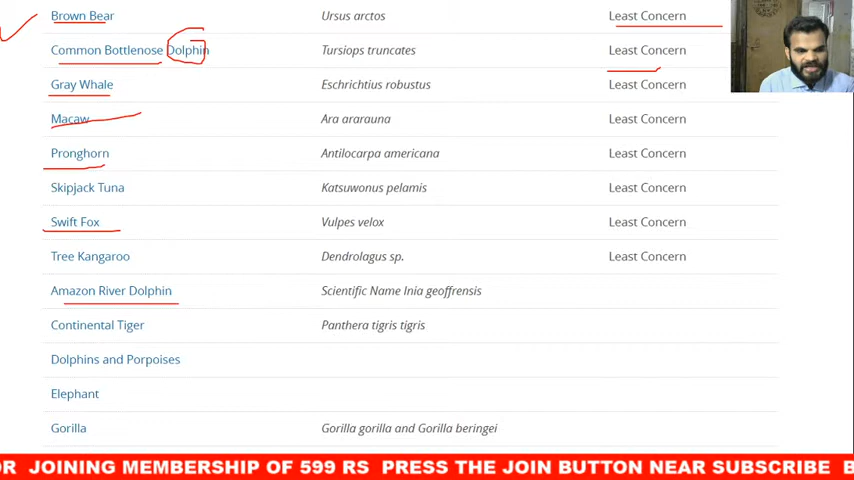 Brown Bear Ursus arctos Least Concern
Common Bottlenose Dolphin Tursiops truncates Least Concern
Gray Whale Eschrichtius robustus Least Concern
Macaw Ara ararauna Least Concern
Pronghorn Antilocarpa americana Least Concern
Skipjack Tuna Katsuwonus pelamis Least Concern
Swift Fox Vulpes velox Least Concern
Tree Kangaroo Dendrolagus sp. Least Concern
Amazon River Dolphin Scientific Name Inia geoffrensis
Continental Tiger Panthera tigris tigris
Dolphins and Porpoises
Elephant
Gorilla Gorilla gorilla and Gorilla beringei
OR JOINING MEMBERSHIP OF 599 RS PRESS THE JOIN BUTTON NEAR SUBSCRIBE B